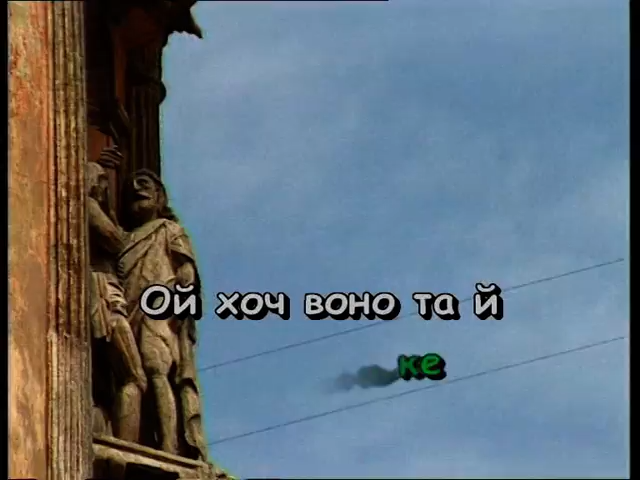 Ой хоч воно та й
ке